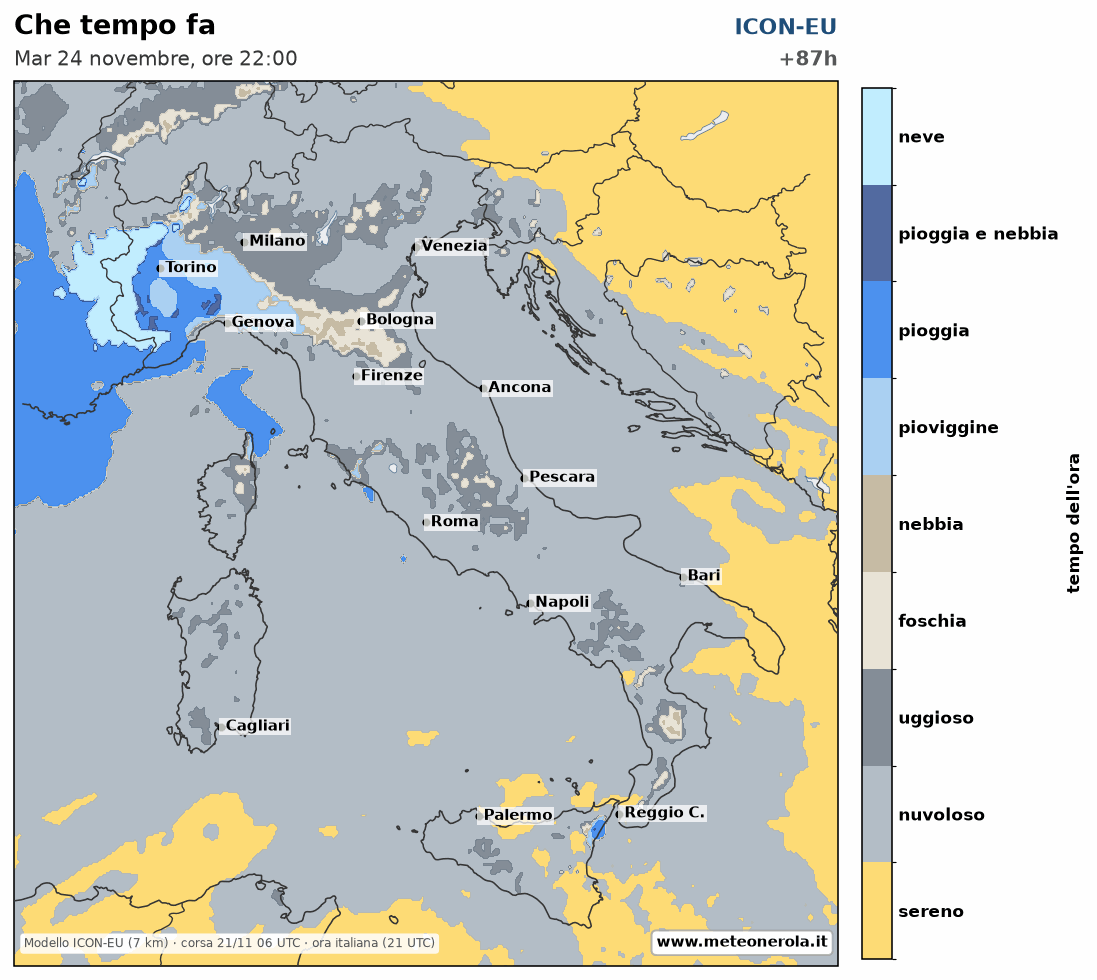 Che tempo fa
ICON-EU
Mar 24 novembre, ore 22:00
+87h
neve
pioggia e nebbia
pioggia
pioviggine
nebbia
foschia
uggioso
nuvoloso
sereno
tempo dell'ora
Milano
Venezia
Torino
Genova
Bologna
Firenze
Ancona
Pescara
Roma
Bari
Napoli
Cagliari
Palermo
Reggio C.
Modello ICON-EU (7 km) · corsa 21/11 06 UTC · ora italiana (21 UTC)
www.meteonerola.it